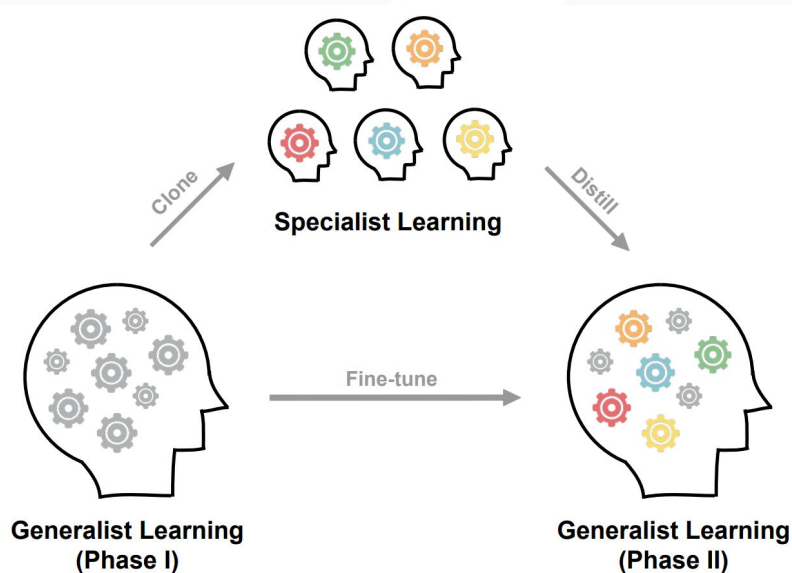 Clone
Distill
Specialist Learning
Fine-tune
Generalist Learning
(Phase I)
Generalist Learning
(Phase II)